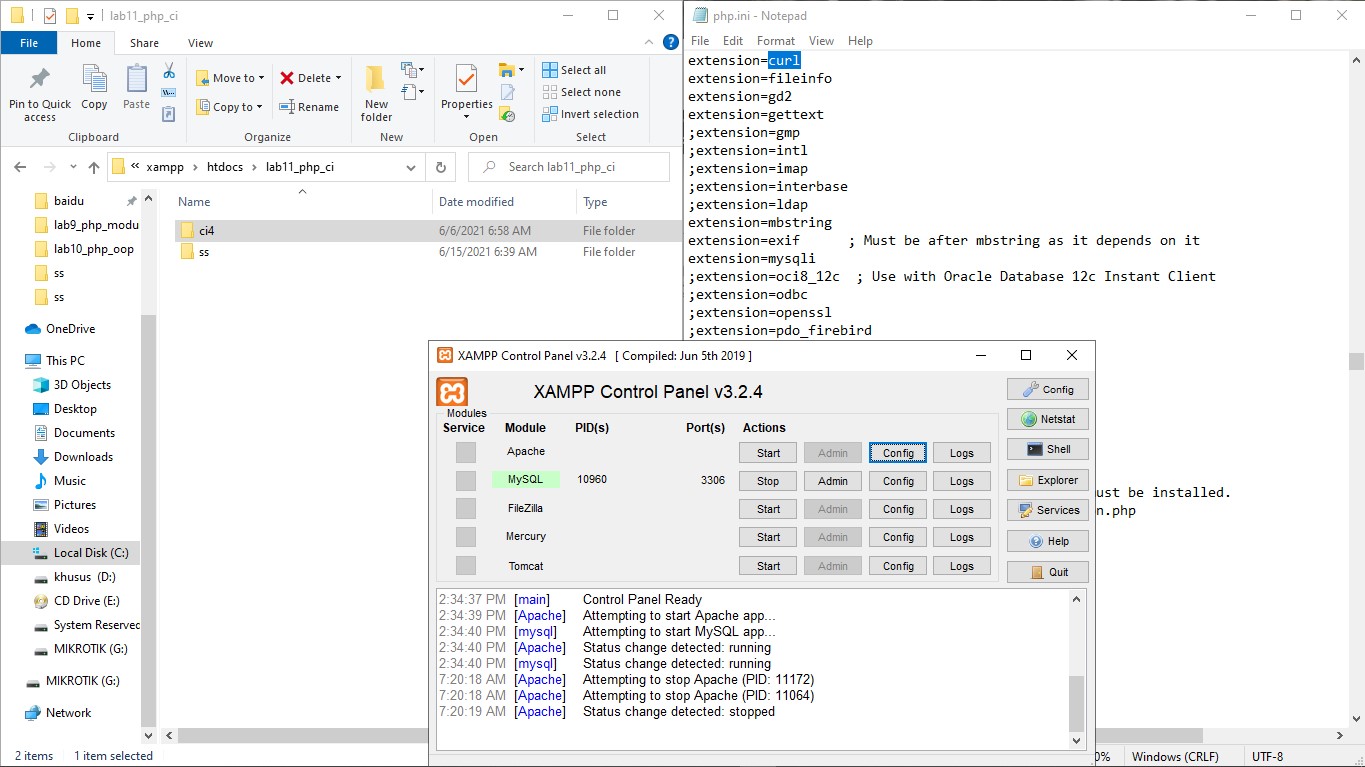 lab11_php_ci
File Home Share View
Pin to Quick access
Copy
Paste
Clipboard
Move to
Copy to
Delete
Rename
Organize
New folder
New
Properties
Open
Select all
Select none
Invert selection
Select
« xampp › htdocs › lab11_php_ci
Search lab11_php_ci
baidu
lab9_php_modu
lab10_php_oop
ss
ss
OneDrive
This PC
3D Objects
Desktop
Documents
Downloads
Music
Pictures
Videos
Local Disk (C:)
khusus (D:)
CD Drive (E:)
System Reserved
MIKROTIK (G:)
MIKROTIK (G:)
Network
Name Date modified Type
ci4 6/6/2021 6:58 AM File folder
ss 6/15/2021 6:39 AM File folder
2 items 1 item selected
php.ini - Notepad
File Edit Format View Help
extension=curl
extension=fileinfo
extension=gd2
extension=gettext
;extension=gmp
;extension=intl
;extension=imap
;extension=interbase
;extension=ldap
extension=mbstring
extension=exif ; Must be after mbstring as it depends on it
extension=mysqli
;extension=oci8_12c ; Use with Oracle Database 12c Instant Client
;extension=odbc
;extension=openssl
;extension=pdo_firebird
ust be installed.
n.php
0% Windows (CRLF) UTF-8
XAMPP Control Panel v3.2.4 [ Compiled: Jun 5th 2019 ]
XAMPP Control Panel v3.2.4
Modules
Service Module PID(s) Port(s) Actions
Apache Start Admin Config Logs
MySQL 10960 3306 Stop Admin Config Logs
FileZilla Start Admin Config Logs
Mercury Start Admin Config Logs
Tomcat Start Admin Config Logs
Config
Netstat
Shell
Explorer
Services
Help
Quit
2:34:37 PM [main] Control Panel Ready
2:34:39 PM [Apache] Attempting to start Apache app...
2:34:40 PM [mysql] Attempting to start MySQL app...
2:34:40 PM [Apache] Status change detected: running
2:34:40 PM [mysql] Status change detected: running
7:20:18 AM [Apache] Attempting to stop Apache (PID: 11172)
7:20:18 AM [Apache] Attempting to stop Apache (PID: 11064)
7:20:19 AM [Apache] Status change detected: stopped